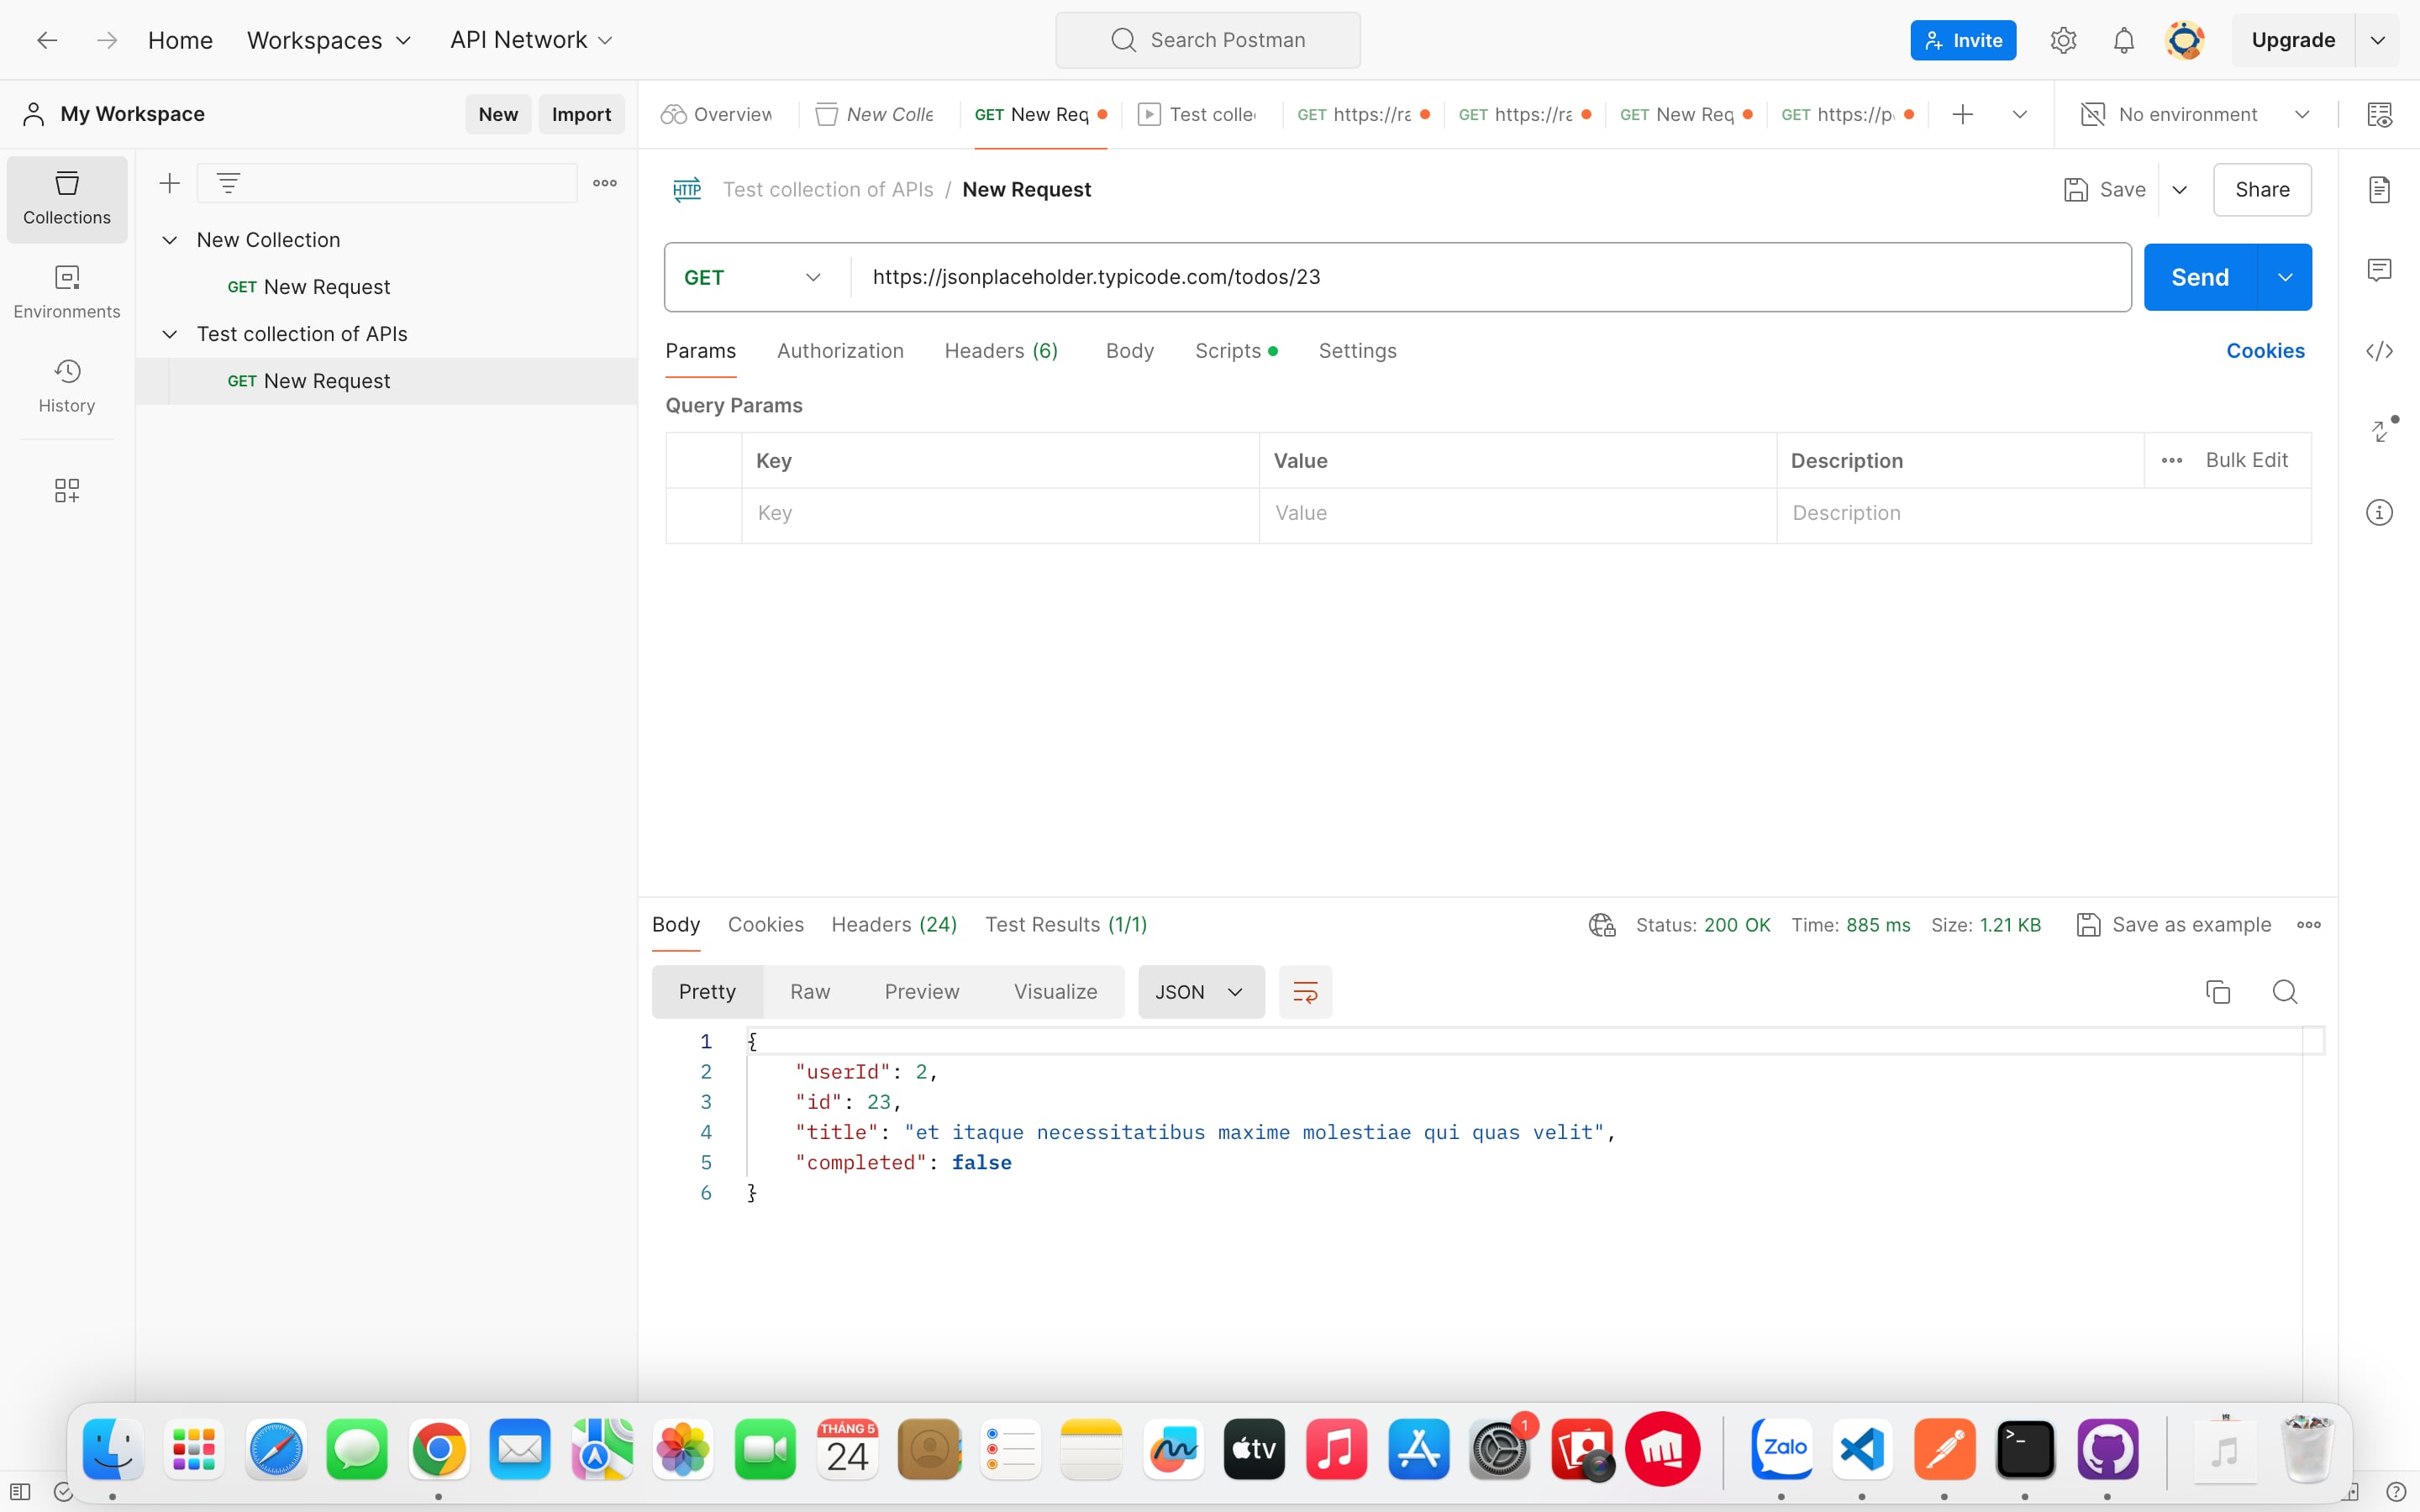 Home Workspaces API Network Search Postman Invite Upgrade
My Workspace New Import Overview New Colle GET New Req Test colle GET https://ra GET https://ra GET New Req GET https://p No environment
Collections
Environments
History
New Collection
GET New Request
Test collection of APIs
GET New Request
HTTP Test collection of APIs / New Request Save Share
GET https://jsonplaceholder.typicode.com/todos/23 Send
Params Authorization Headers (6) Body Scripts Settings Cookies
Query Params
Key Value Description Bulk Edit
Key Value Description
Body Cookies Headers (24) Test Results (1/1) Status: 200 OK Time: 885 ms Size: 1.21 KB Save as example
Pretty Raw Preview Visualize JSON
1 {
2 "userId": 2,
3 "id": 23,
4 "title": "et itaque necessitatibus maxime molestiae qui quas velit",
5 "completed": false
6 }
THÁNG 5
24
tv
1
Zalo